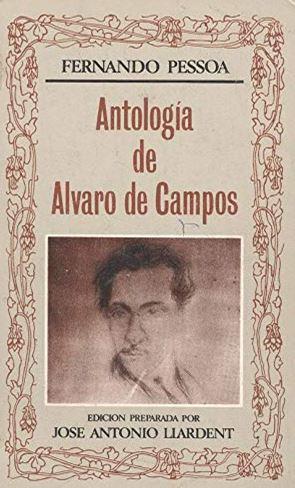 FERNANDO PESSOA
Antología
de
Alvaro de Campos
EDICION PREPARADA POR
JOSE ANTONIO LLARDENT